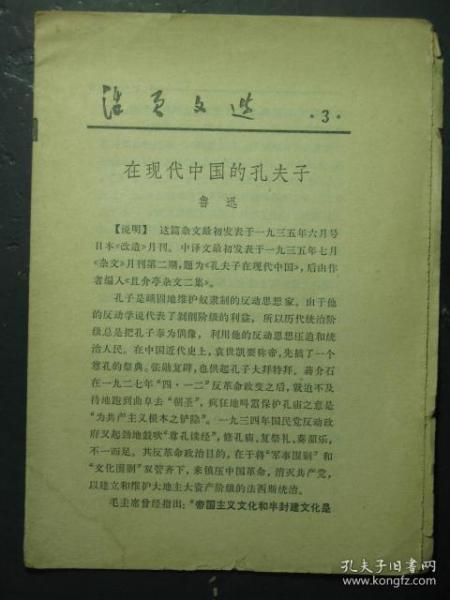 活页文选 ·3·
在现代中国的孔夫子
鲁迅
【说明】 这篇杂文最初发表于一九三五年六月号
日本《改造》月刊。中译文最初发表于一九三五年七月
《杂文》月刊第二期，题为《孔夫子在现代中国》，后由作
者编入《且介亭杂文二集》。
孔子是顽固地维护奴隶制的反动思想家。由于他
的反动学说代表了剥削阶级的利益，所以历代统治阶
级总是把孔子奉为偶像，利用他的反动思想压迫和统
治人民。在中国近代史上，袁世凯要称帝，先搞了一个
尊孔的祭典。张勋复辟，也供起孔子大拜特拜。蒋介石
在一九二七年“四·一二”反革命政变之后，就迫不及
待地跑到曲阜去“朝圣”，疯狂地叫嚣保护孔庙之意是
“为共产主义根本之铲除”。一九三四年国民党反动政
府又起劲地鼓吹“尊孔读经”，修孔庙，复祭礼，奏韶乐，
不一而足。其反革命政治目的，在于将“军事围剿”和
“文化围剿”双管齐下，来镇压中国革命，消灭共产党，
以建立和维护大地主大资产阶级的法西斯统治。
毛主席曾经指出：“帝国主义文化和半封建文化是
孔夫子旧书网
www.kongfz.com